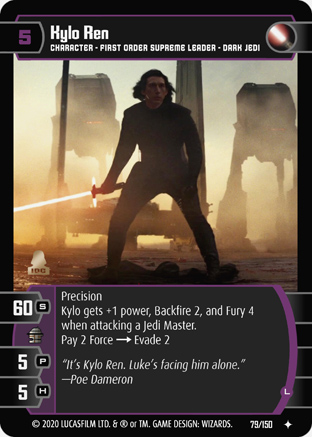 5
Kylo Ren
CHARACTER - FIRST ORDER SUPREME LEADER - DARK JEDI
IDC
60 S
Precision
Kylo gets +1 power, Backfire 2, and Fury 4
when attacking a Jedi Master.
Pay 2 Force → Evade 2
5 P
“It’s Kylo Ren. Luke’s facing him alone.”
—Poe Dameron
5 H
L
© 2020 LUCASFILM LTD. & ® or TM. GAME DESIGN: WIZARDS. 79/150